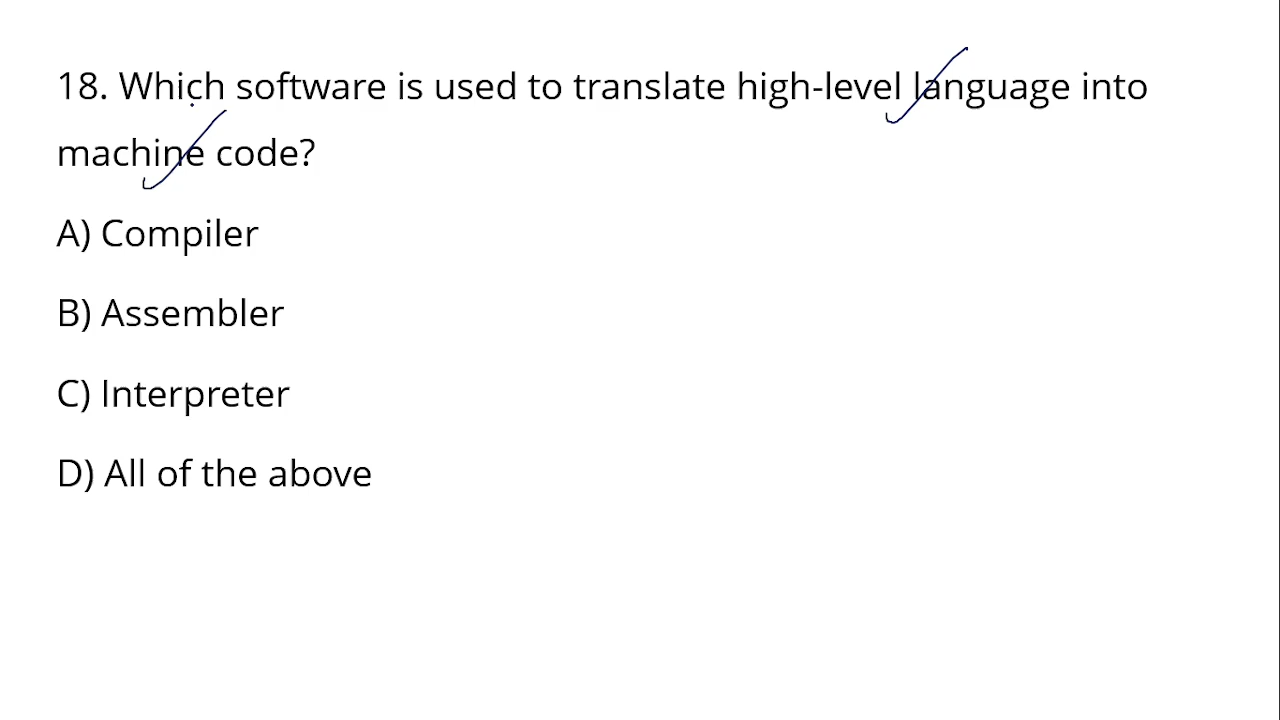 18. Which software is used to translate high-level language into
machine code?
A) Compiler
B) Assembler
C) Interpreter
D) All of the above